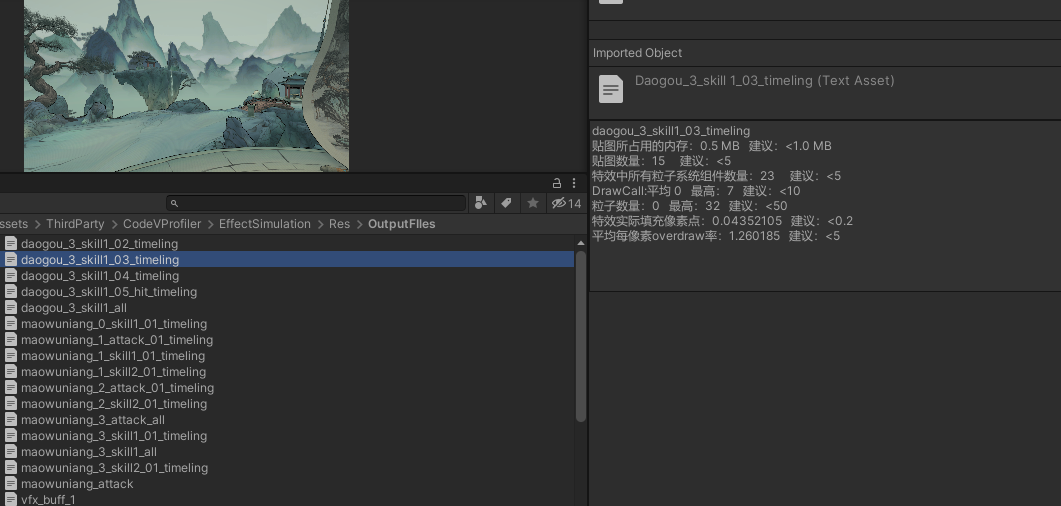 Imported Object
Daogou_3_skill 1_03_timeling (Text Asset)
daogou_3_skill1_03_timeling
贴图所占用的内存：0.5 MB 建议：<1.0 MB
贴图数量：15 建议：<5
特效中所有粒子系统组件数量：23 建议：<5
DrawCall:平均 0 最高：7 建议：<10
粒子数量：0 最高：32 建议：<50
特效实际填充像素点：0.04352105 建议：<0.2
平均每像素overdraw率：1.260185 建议：<5
14
ssets > ThirdParty > CodeVProfiler > EffectSimulation > Res > OutputFIles
daogou_3_skill1_02_timeling
daogou_3_skill1_03_timeling
daogou_3_skill1_04_timeling
daogou_3_skill1_05_hit_timeling
daogou_3_skill1_all
maowuniang_0_skill1_01_timeling
maowuniang_1_attack_01_timeling
maowuniang_1_skill1_01_timeling
maowuniang_1_skill2_01_timeling
maowuniang_2_attack_01_timeling
maowuniang_2_skill2_01_timeling
maowuniang_3_attack_all
maowuniang_3_skill1_01_timeling
maowuniang_3_skill1_all
maowuniang_3_skill2_01_timeling
maowuniang_attack
vfx_buff_1